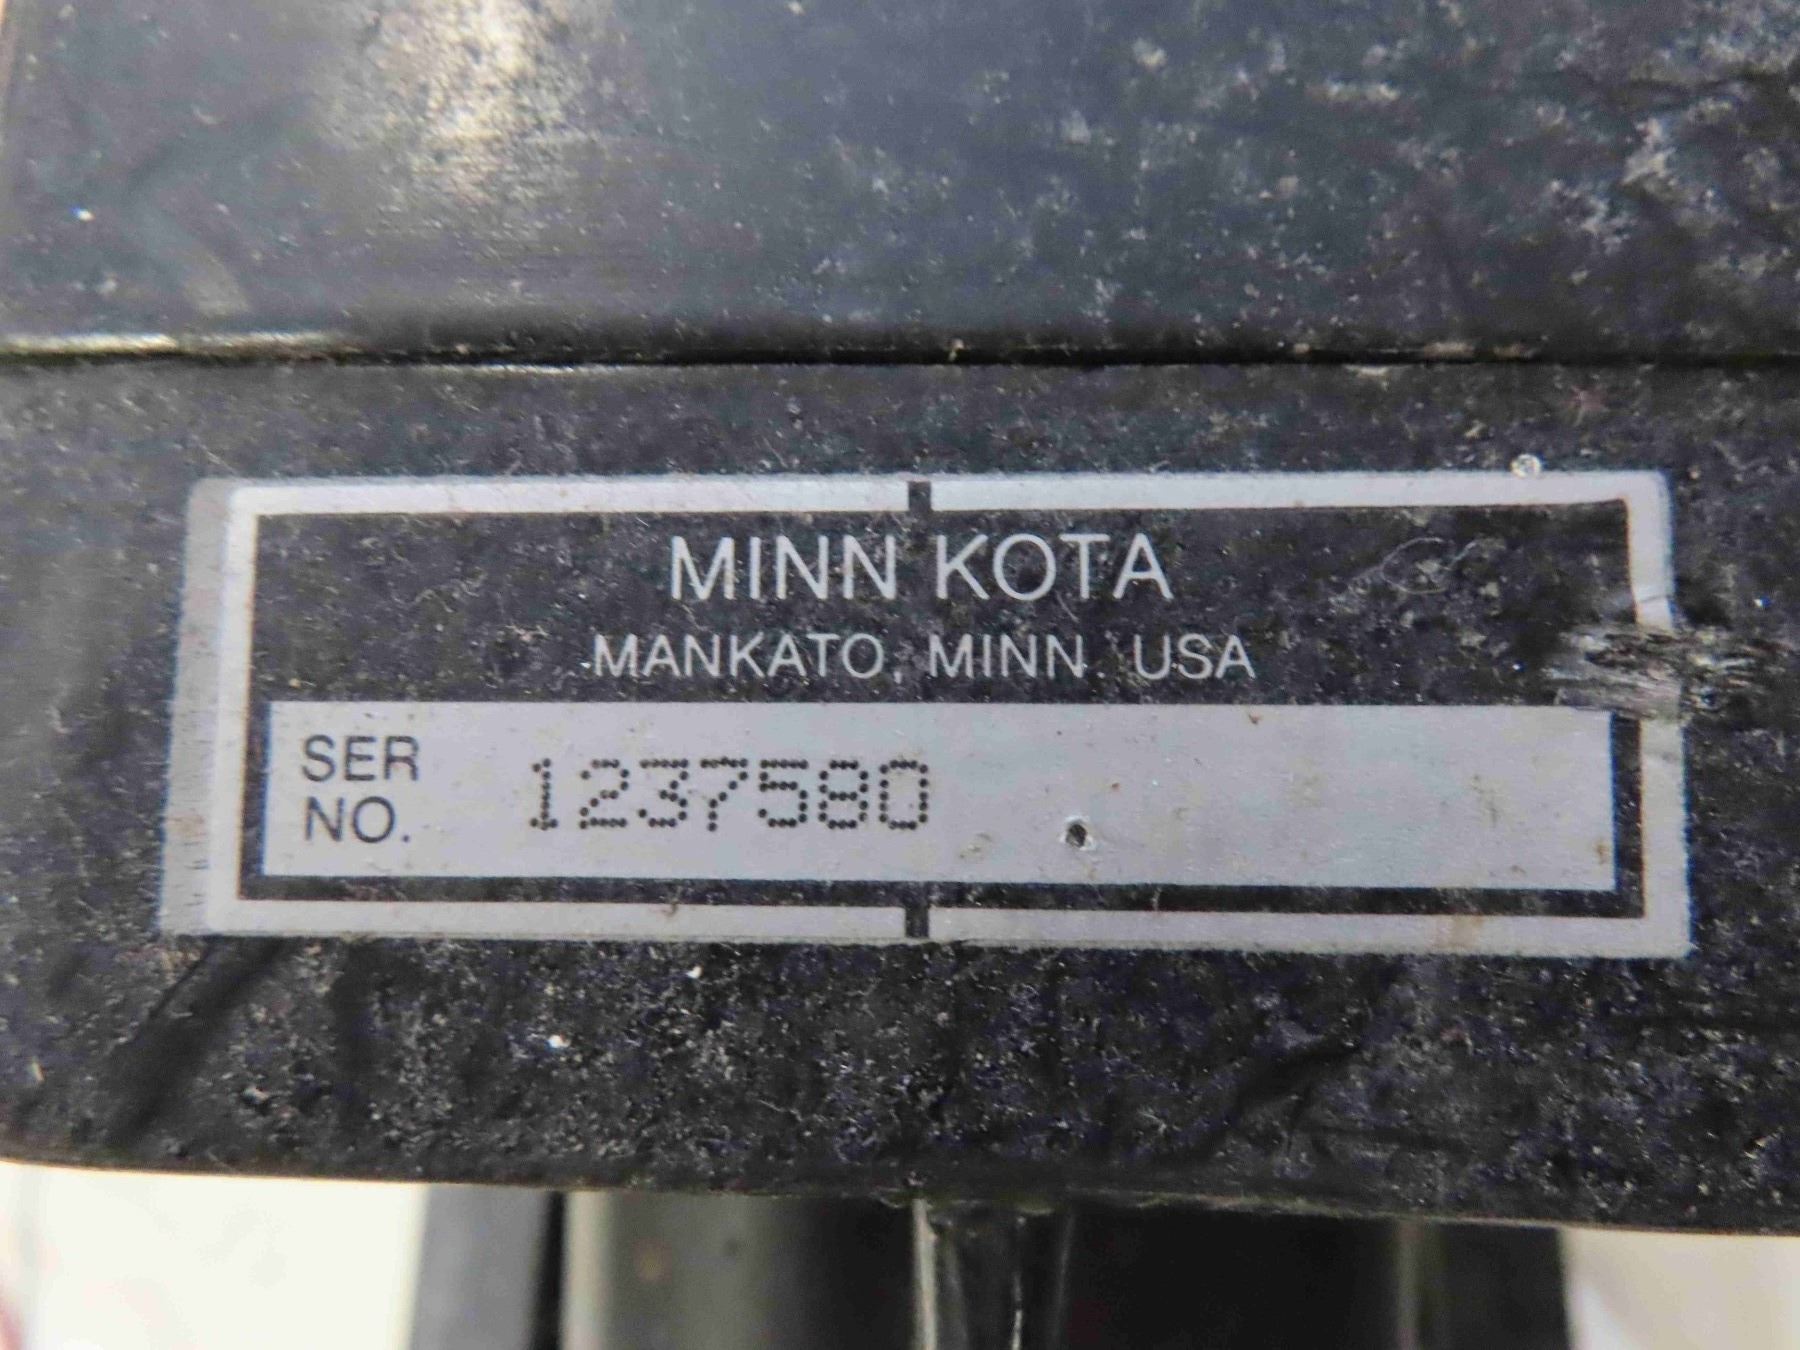 MINN KOTA
MANKATO, MINN. USA
SER NO. 1237580